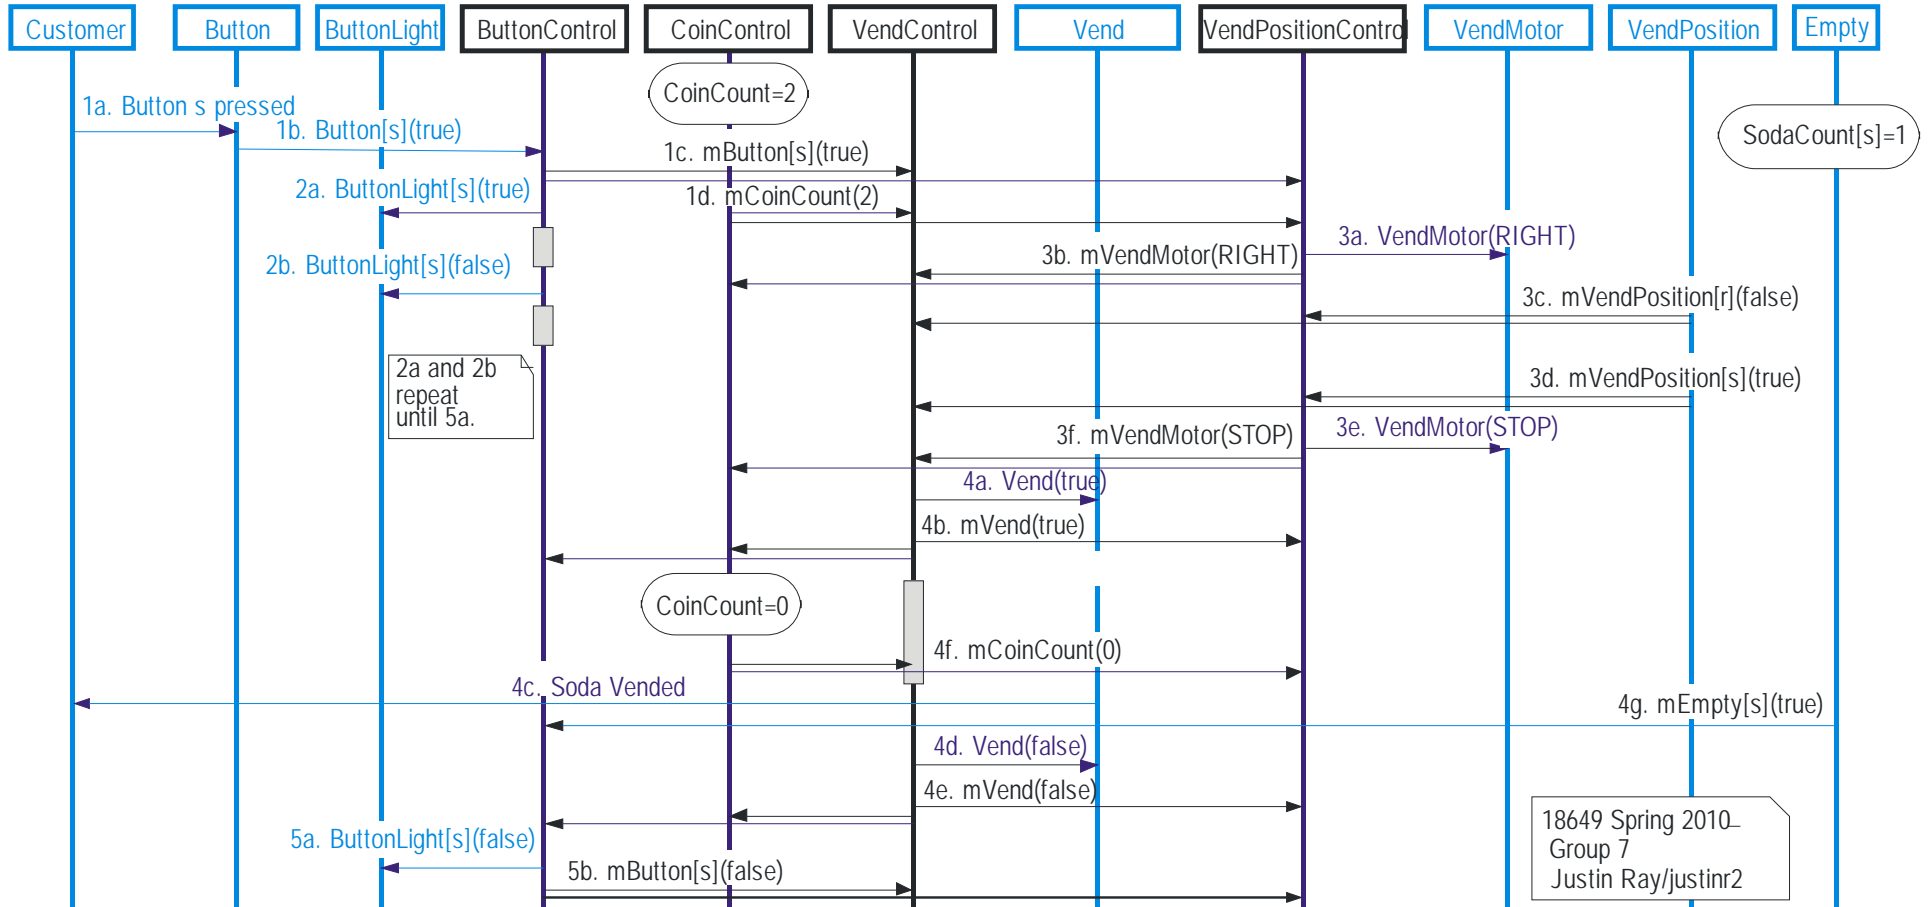 Customer
Button
ButtonLight
ButtonControl
CoinControl
VendControl
Vend
VendPositionControl
VendMotor
VendPosition
Empty
CoinCount=2
1a. Button s pressed
1b. Button[s](true)
SodaCount[s]=1
1c. mButton[s](true)
2a. ButtonLight[s](true)
1d. mCoinCount(2)
3a. VendMotor(RIGHT)
3b. mVendMotor(RIGHT)
2b. ButtonLight[s](false)
3c. mVendPosition[r](false)
2a and 2b
repeat
until 5a.
3d. mVendPosition[s](true)
3e. VendMotor(STOP)
3f. mVendMotor(STOP)
4a. Vend(true)
4b. mVend(true)
CoinCount=0
4f. mCoinCount(0)
4c. Soda Vended
4g. mEmpty[s](true)
4d. Vend(false)
4e. mVend(false)
5a. ButtonLight[s](false)
5b. mButton[s](false)
18649 Spring 2010
Group 7
Justin Ray/justinr2